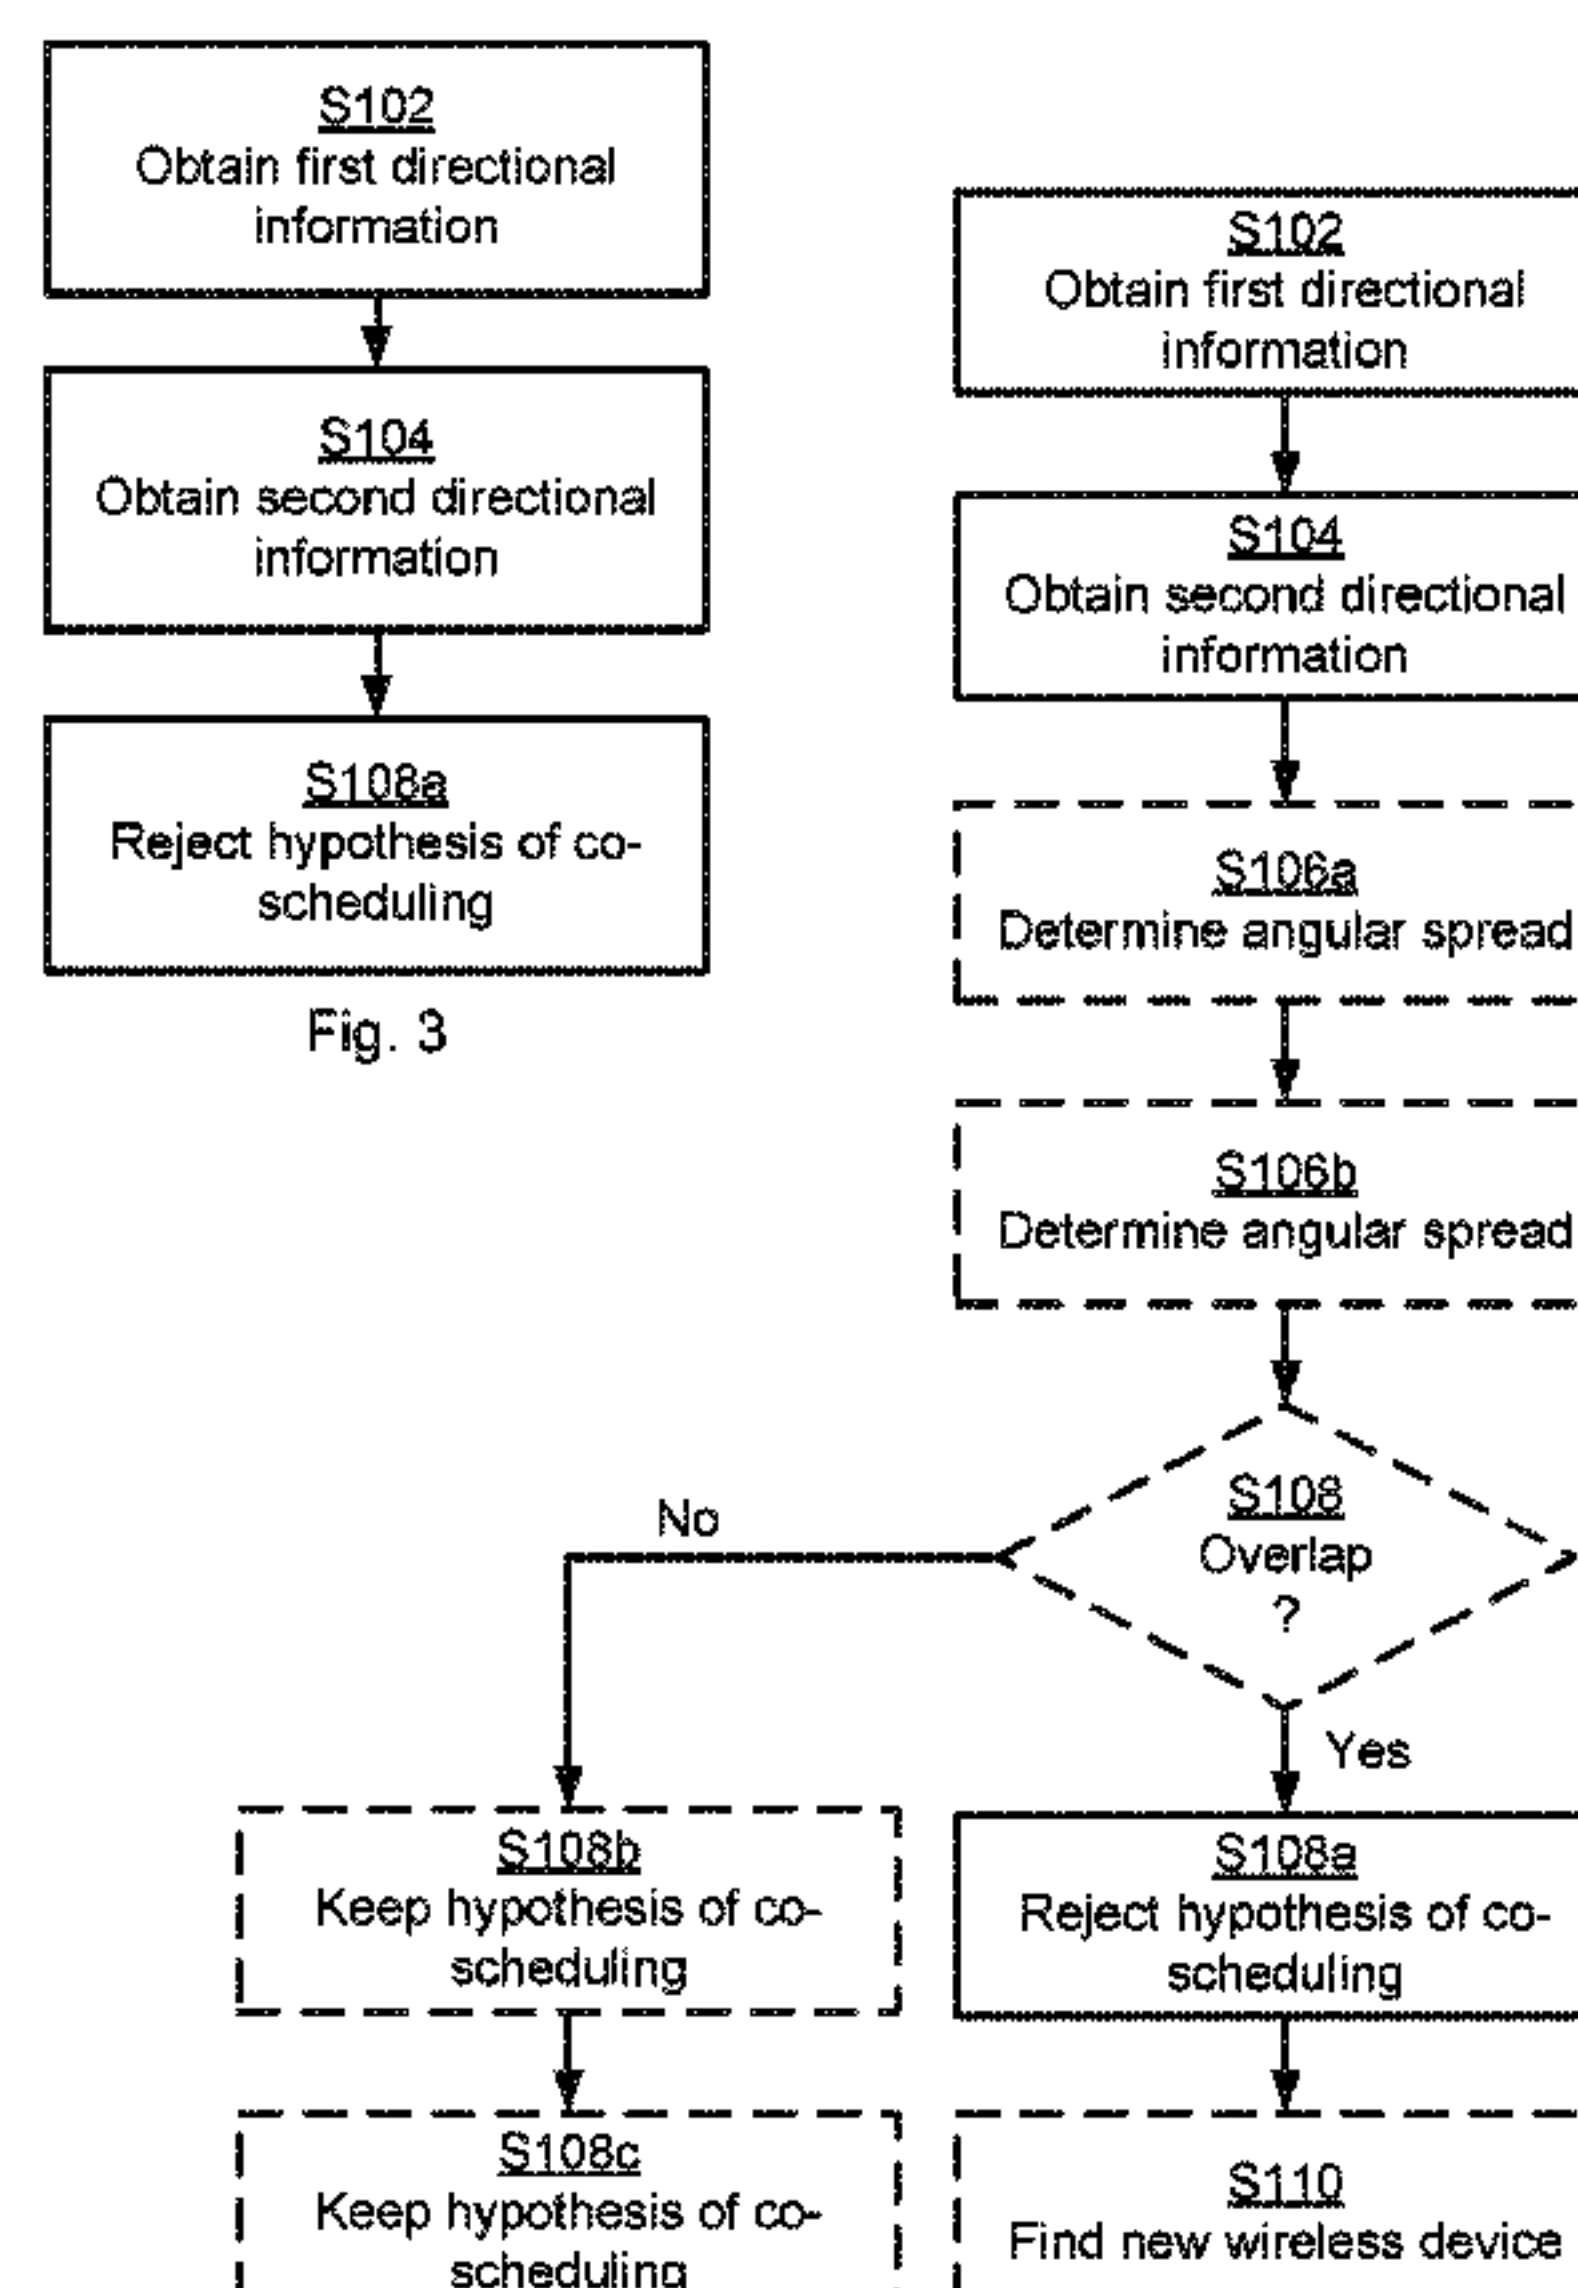 S102
Obtain first directional
information
S104
Obtain second directional
information
S108a
Reject hypothesis of co-
scheduling
Fig. 3
S102
Obtain first directional
information
S104
Obtain second directional
information
S106a
Determine angular spread
S106b
Determine angular spread
S108
Overlap
?
No
Yes
S108b
Keep hypothesis of co-
scheduling
S108a
Reject hypothesis of co-
scheduling
S108c
Keep hypothesis of co-
scheduling
S110
Find new wireless device